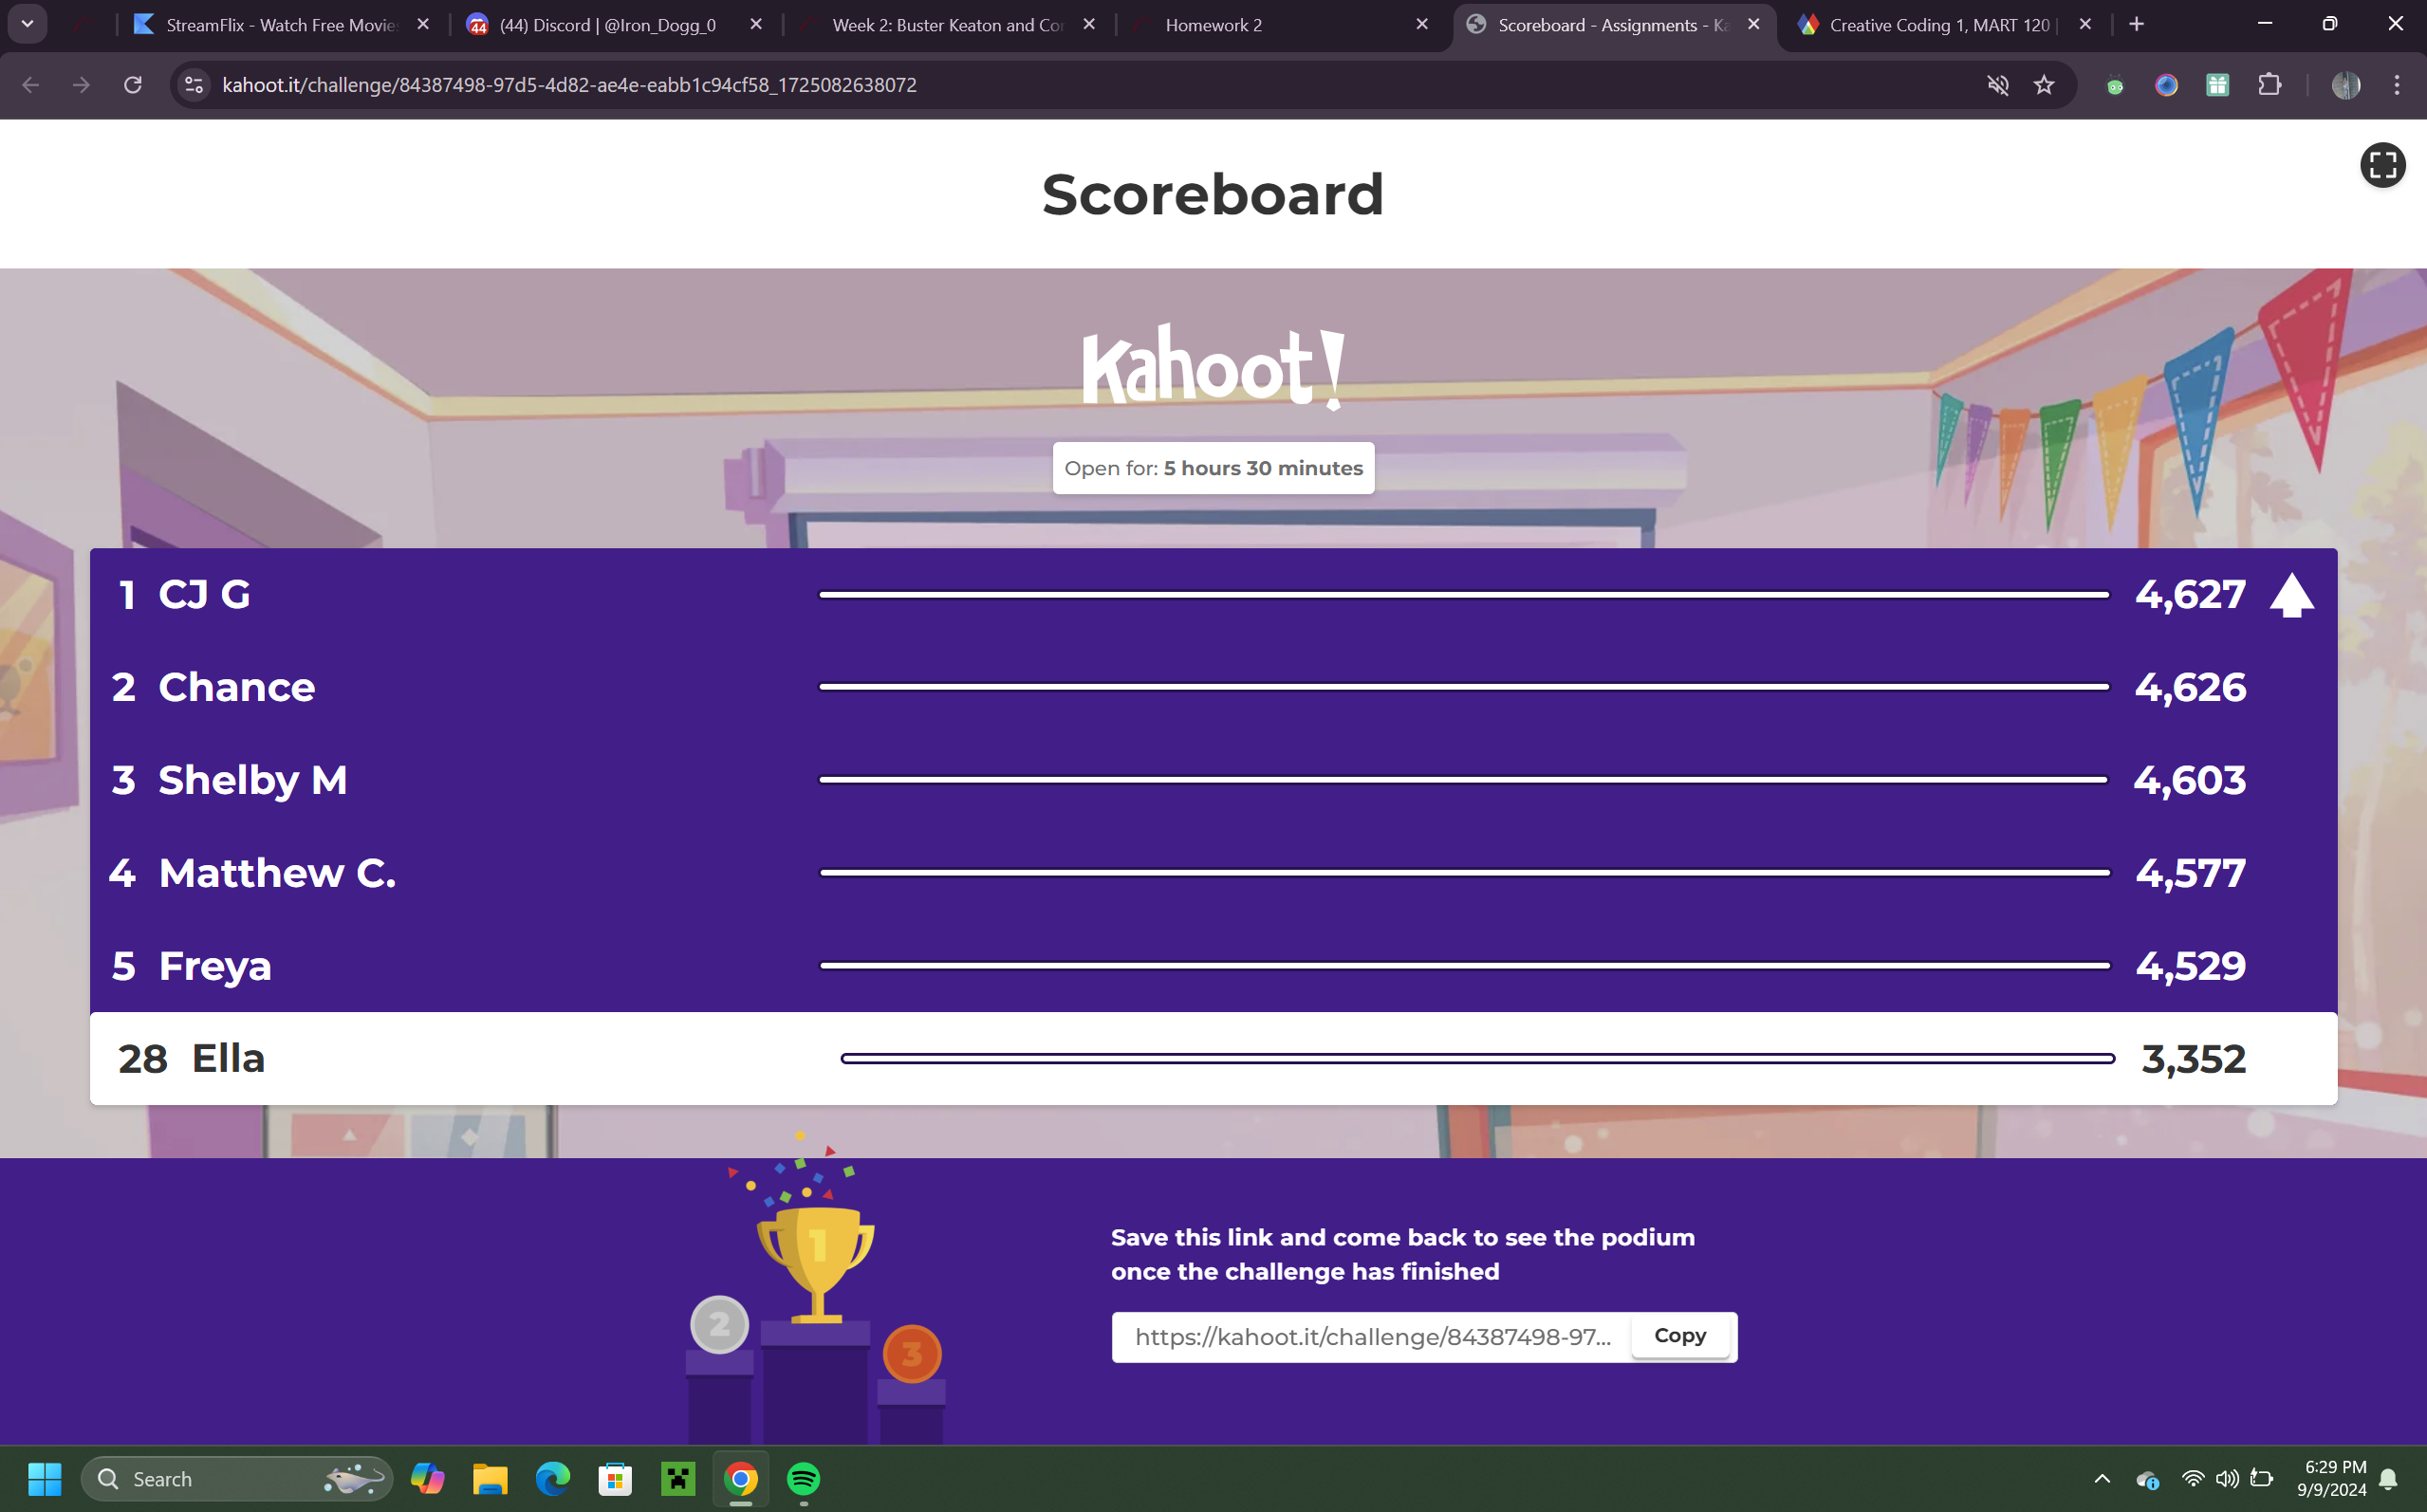 StreamFlix - Watch Free Movies
(44) Discord | @Iron_Dogg_0
Week 2: Buster Keaton and Cor
Homework 2
Scoreboard - Assignments - Ka
Creative Coding 1, MART 120 |
kahoot.it/challenge/84387498-97d5-4d82-ae4e-eabb1c94cf58_1725082638072
Scoreboard
Kahoot!
Open for: 5 hours 30 minutes
1 CJ G 4,627
2 Chance 4,626
3 Shelby M 4,603
4 Matthew C. 4,577
5 Freya 4,529
28 Ella 3,352
1
2
3
Save this link and come back to see the podium
once the challenge has finished
https://kahoot.it/challenge/84387498-97... Copy
Search
6:29 PM
9/9/2024